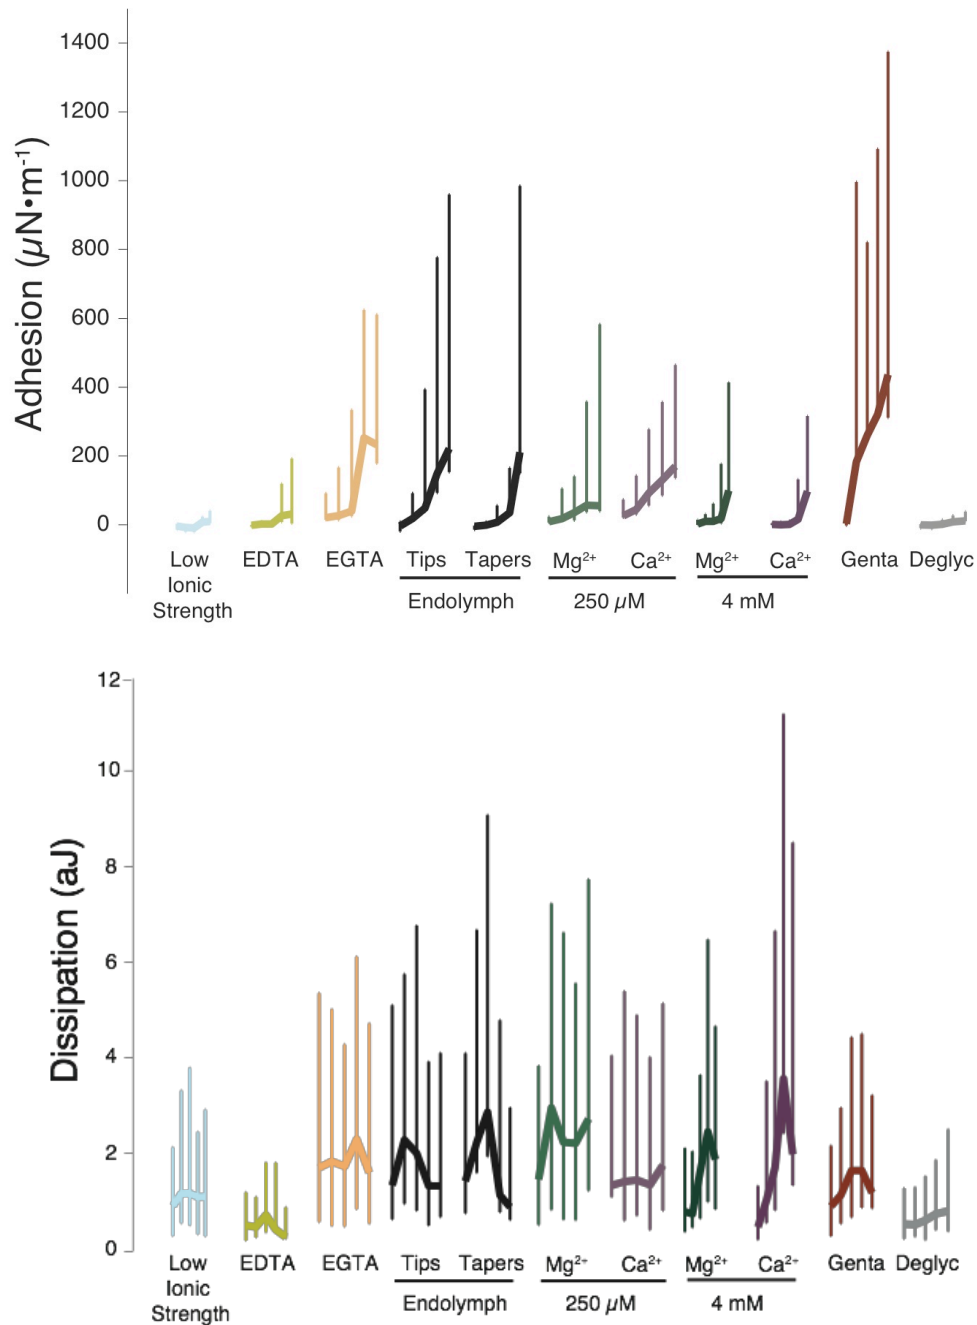 1400
1200
1000
800
600
400
200
0
Adhesion (µN•m⁻¹)
Low Ionic Strength
EDTA
EGTA
Tips
Tapers
Mg²⁺
Ca²⁺
Mg²⁺
Ca²⁺
Genta
Deglyc
Endolymph
250 µM
4 mM
12
10
8
6
4
2
0
Dissipation (aJ)
Low
Ionic
Strength
EDTA
EGTA
Tips
Tapers
Mg²⁺
Ca²⁺
Mg²⁺
Ca²⁺
Genta
Deglyc
Endolymph
250 µM
4 mM